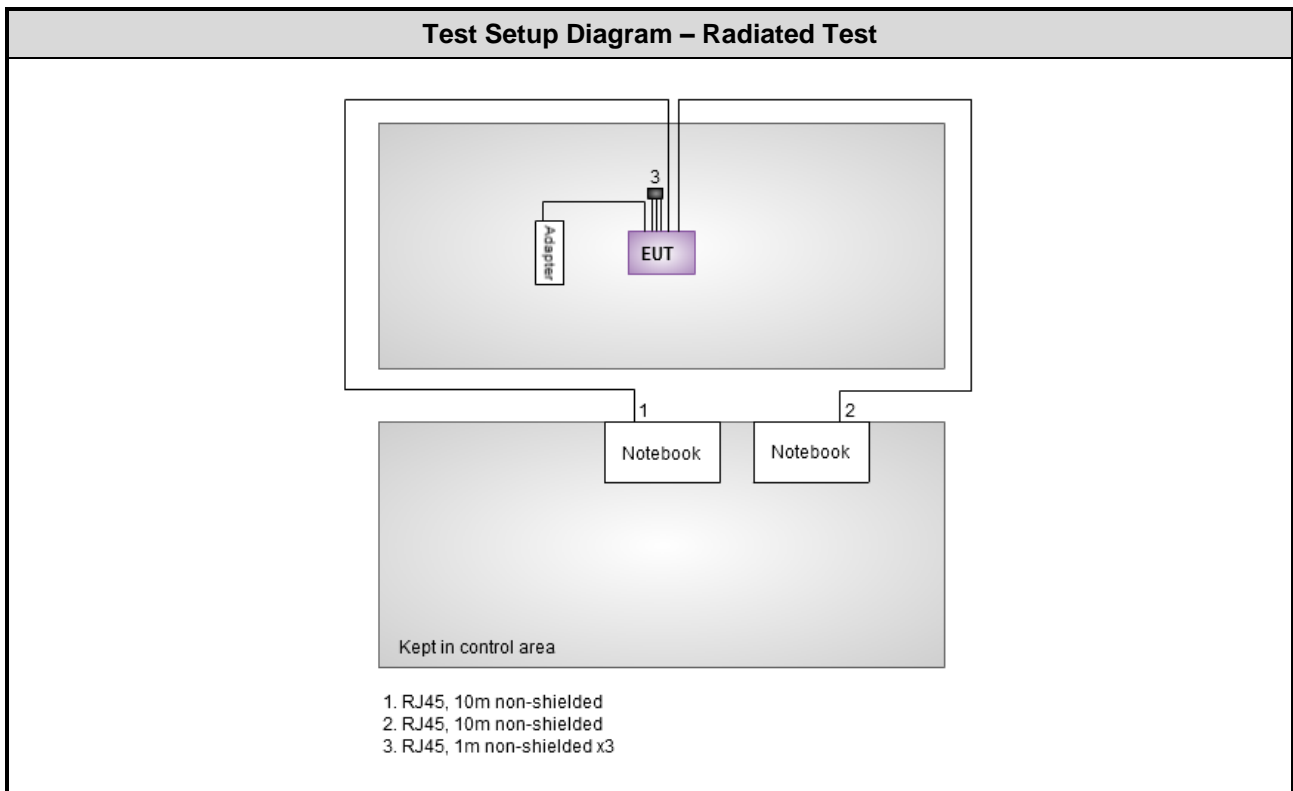 Test Setup Diagram – Radiated Test
3
Adapter
EUT
1
2
Notebook
Notebook
Kept in control area
1. RJ45, 10m non-shielded
2. RJ45, 10m non-shielded
3. RJ45, 1m non-shielded x3